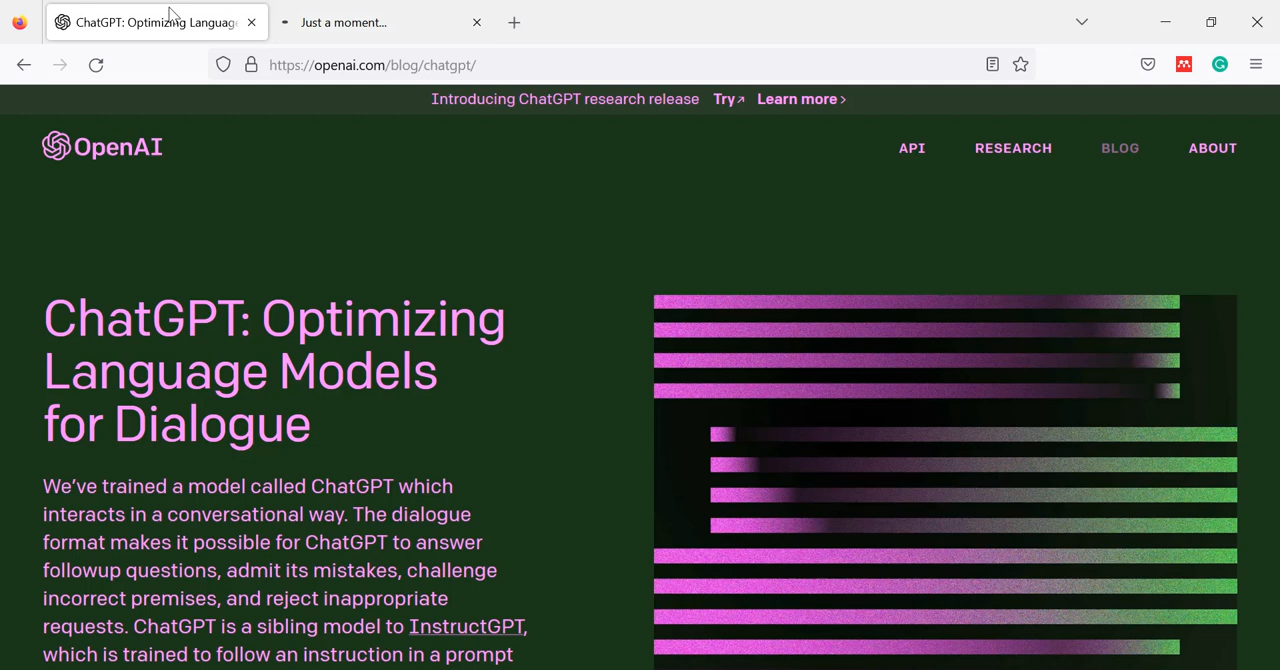 ChatGPT: Optimizing Languag
Just a moment...
https://openai.com/blog/chatgpt/
Introducing ChatGPT research release Try↗ Learn more >
OpenAI
API RESEARCH BLOG ABOUT
ChatGPT: Optimizing
Language Models
for Dialogue
We’ve trained a model called ChatGPT which
interacts in a conversational way. The dialogue
format makes it possible for ChatGPT to answer
followup questions, admit its mistakes, challenge
incorrect premises, and reject inappropriate
requests. ChatGPT is a sibling model to InstructGPT,
which is trained to follow an instruction in a prompt